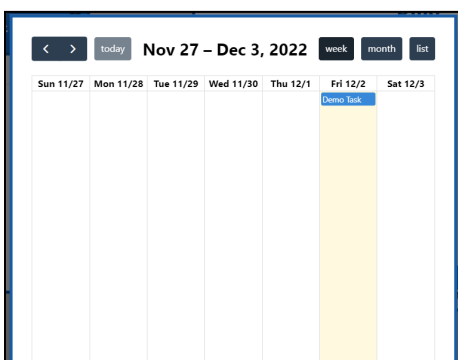 today Nov 27 – Dec 3, 2022 week month list
Sun 11/27 Mon 11/28 Tue 11/29 Wed 11/30 Thu 12/1 Fri 12/2 Sat 12/3
Demo Task